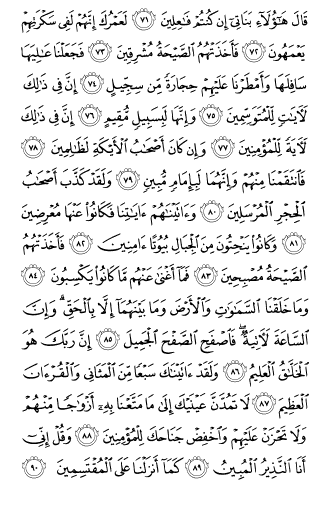 قَالَ هَٰٓؤُلَآءِ بَنَاتِىٓ إِن كُنتُمْ فَٰعِلِينَ ﴿٧١﴾ لَعَمْرُكَ إِنَّهُمْ لَفِى سَكْرَتِهِمْ
يَعْمَهُونَ ﴿٧٢﴾ فَأَخَذَتْهُمُ ٱلصَّيْحَةُ مُشْرِقِينَ ﴿٧٣﴾ فَجَعَلْنَا عَٰلِيَهَا
سَافِلَهَا وَأَمْطَرْنَا عَلَيْهِمْ حِجَارَةً مِّن سِجِّيلٍ ﴿٧٤﴾ إِنَّ فِى ذَٰلِكَ
لَءَايَٰتٍ لِّلْمُتَوَسِّمِينَ ﴿٧٥﴾ وَإِنَّهَا لَبِسَبِيلٍ مُّقِيمٍ ﴿٧٦﴾ إِنَّ فِى ذَٰلِكَ
لَءَايَةً لِّلْمُؤْمِنِينَ ﴿٧٧﴾ وَإِن كَانَ أَصْحَٰبُ ٱلْأَيْكَةِ لَظَٰلِمِينَ ﴿٧٨﴾
فَٱنتَقَمْنَا مِنْهُمْ وَإِنَّهُمَا لَبِإِمَامٍ مُّبِينٍ ﴿٧٩﴾ وَلَقَدْ كَذَّبَ أَصْحَٰبُ
ٱلْحِجْرِ ٱلْمُرْسَلِينَ ﴿٨٠﴾ وَءَاتَيْنَٰهُمْ ءَايَٰتِنَا فَكَانُوا۟ عَنْهَا مُعْرِضِينَ
﴿٨١﴾ وَكَانُوا۟ يَنْحِتُونَ مِنَ ٱلْجِبَالِ بُيُوتًا ءَامِنِينَ ﴿٨٢﴾ فَأَخَذَتْهُمُ
ٱلصَّيْحَةُ مُصْبِحِينَ ﴿٨٣﴾ فَمَآ أَغْنَىٰ عَنْهُم مَّا كَانُوا۟ يَكْسِبُونَ ﴿٨٤﴾
وَمَا خَلَقْنَا ٱلسَّمَٰوَٰتِ وَٱلْأَرْضَ وَمَا بَيْنَهُمَآ إِلَّا بِٱلْحَقِّ ۗ وَإِنَّ
ٱلسَّاعَةَ لَءَاتِيَةٌ ۖ فَٱصْفَحِ ٱلصَّفْحَ ٱلْجَمِيلَ ﴿٨٥﴾ إِنَّ رَبَّكَ هُوَ
ٱلْخَلَّٰقُ ٱلْعَلِيمُ ﴿٨٦﴾ وَلَقَدْ ءَاتَيْنَٰكَ سَبْعًا مِّنَ ٱلْمَثَانِى وَٱلْقُرْءَانَ
ٱلْعَظِيمَ ﴿٨٧﴾ لَا تَمُدَّنَّ عَيْنَيْكَ إِلَىٰ مَا مَتَّعْنَا بِهِۦٓ أَزْوَٰجًا مِّنْهُمْ
وَلَا تَحْزَنْ عَلَيْهِمْ وَٱخْفِضْ جَنَاحَكَ لِلْمُؤْمِنِينَ ﴿٨٨﴾ وَقُلْ إِنِّىٓ
أَنَا ٱلنَّذِيرُ ٱلْمُبِينُ ﴿٨٩﴾ كَمَآ أَنزَلْنَا عَلَى ٱلْمُقْتَسِمِينَ ﴿٩٠﴾